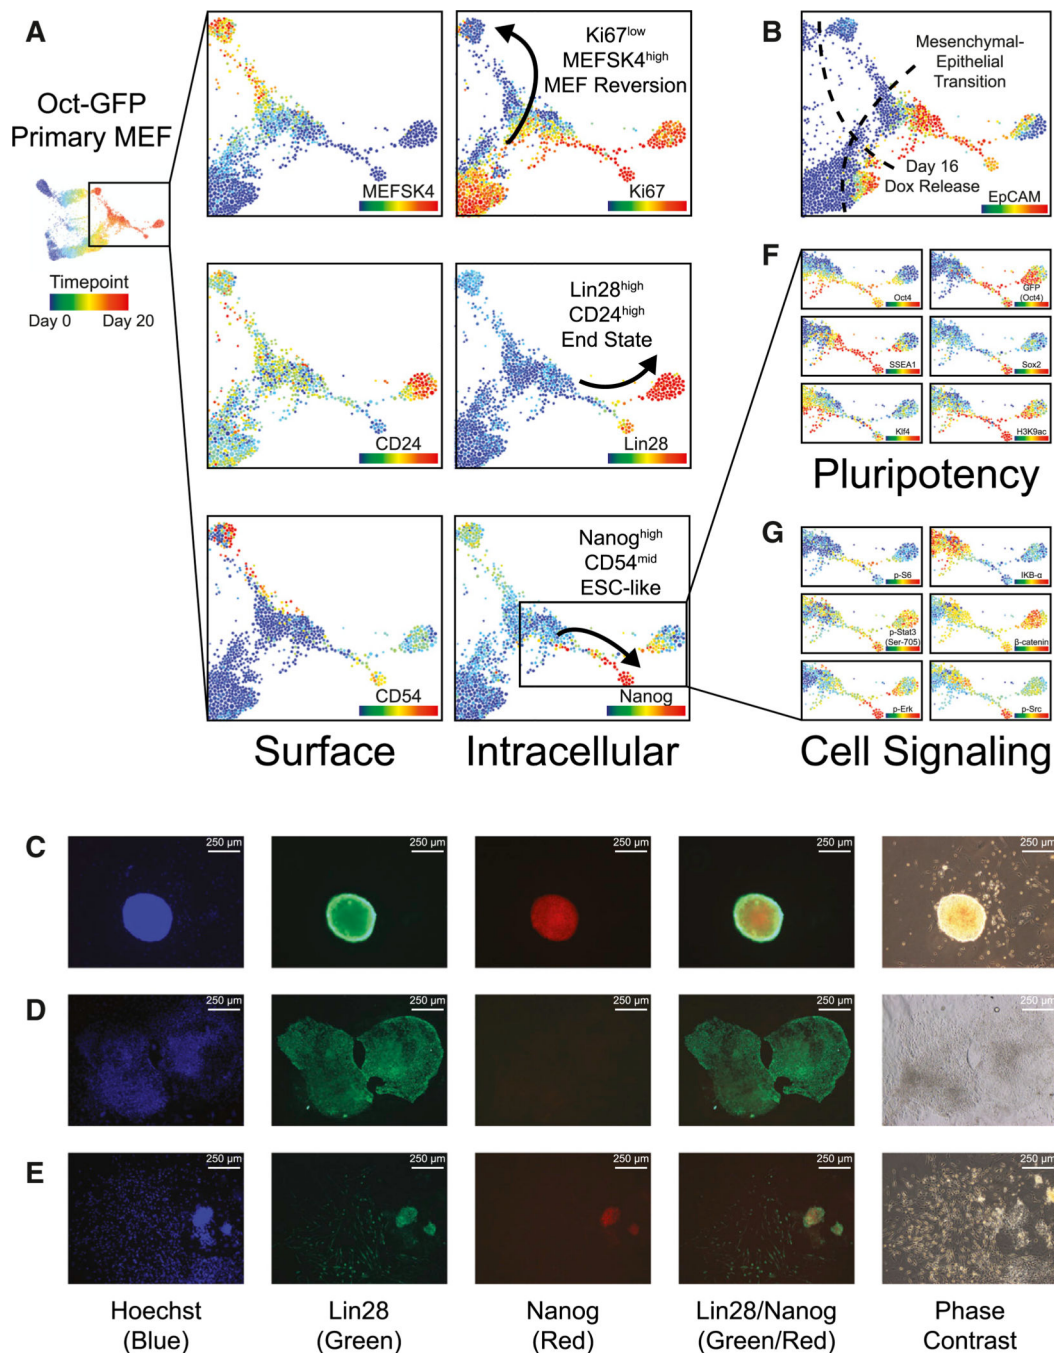 A
Oct-GFP
Primary MEF
Timepoint
Day 0 Day 20
MEFSK4
Ki67low
MEFSK4high
MEF Reversion
Ki67
CD24
Lin28high
CD24high
End State
Lin28
CD54
Nanoghigh
CD54mid
ESC-like
Nanog
Surface
Intracellular
B
Mesenchymal-
Epithelial
Transition
Day 16
Dox Release
EpCAM
F
Oct4
GFP
(Oct4)
SSEA1
Sox2
Klf4
H3K9ac
Pluripotency
G
p-S6
IKB-α
p-Stat3
(Ser-705)
β-catenin
p-Erk
p-Src
Cell Signaling
C
250 µm
250 µm
250 µm
250 µm
250 µm
D
250 µm
250 µm
250 µm
250 µm
250 µm
E
250 µm
250 µm
250 µm
250 µm
250 µm
Hoechst
(Blue)
Lin28
(Green)
Nanog
(Red)
Lin28/Nanog
(Green/Red)
Phase
Contrast